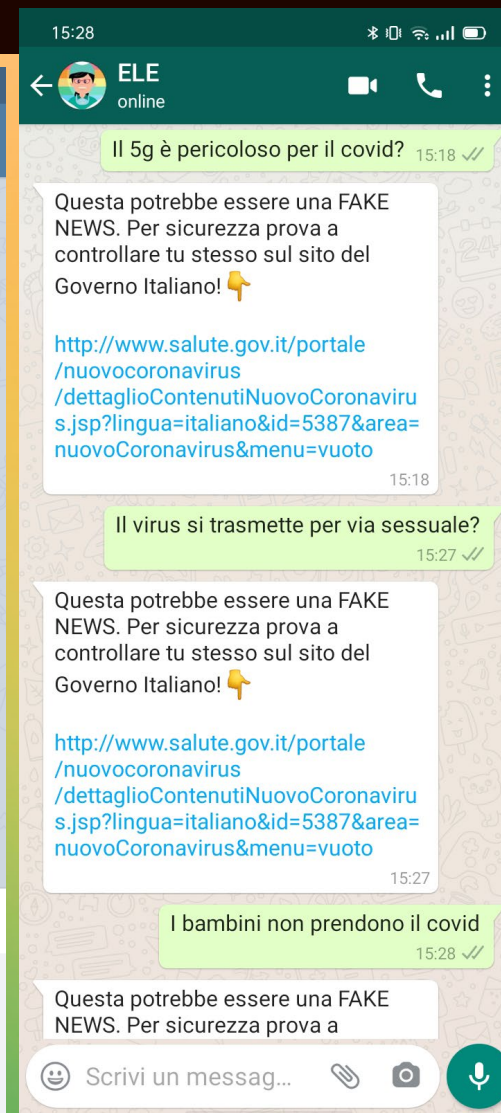 15:28
ELE
online
Il 5g è pericoloso per il covid? 15:18
Questa potrebbe essere una FAKE
NEWS. Per sicurezza prova a
controllare tu stesso sul sito del
Governo Italiano!👇
http://www.salute.gov.it/portale
/nuovocoronavirus
/dettaglioContenutiNuovoCoronaviru
s.jsp?lingua=italiano&id=5387&area=
nuovoCoronavirus&menu=vuoto
15:18
Il virus si trasmette per via sessuale?
15:27
Questa potrebbe essere una FAKE
NEWS. Per sicurezza prova a
controllare tu stesso sul sito del
Governo Italiano!👇
http://www.salute.gov.it/portale
/nuovocoronavirus
/dettaglioContenutiNuovoCoronaviru
s.jsp?lingua=italiano&id=5387&area=
nuovoCoronavirus&menu=vuoto
15:27
I bambini non prendono il covid
15:28
Questa potrebbe essere una FAKE
NEWS. Per sicurezza prova a
Scrivi un messag...